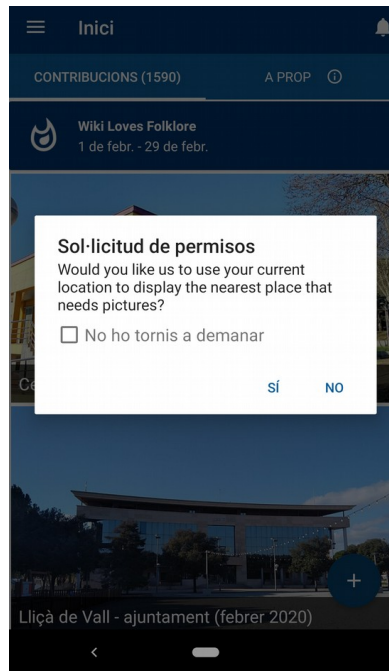 Inici
CONTRIBUCIONS (1590)
A PROP
Wiki Loves Folklore
1 de febr. - 29 de febr.
Sol·licitud de permisos
Would you like us to use your current
location to display the nearest place that
needs pictures?
No ho tornis a demanar
SÍ
NO
Lliçà de Vall - ajuntament (febrer 2020)